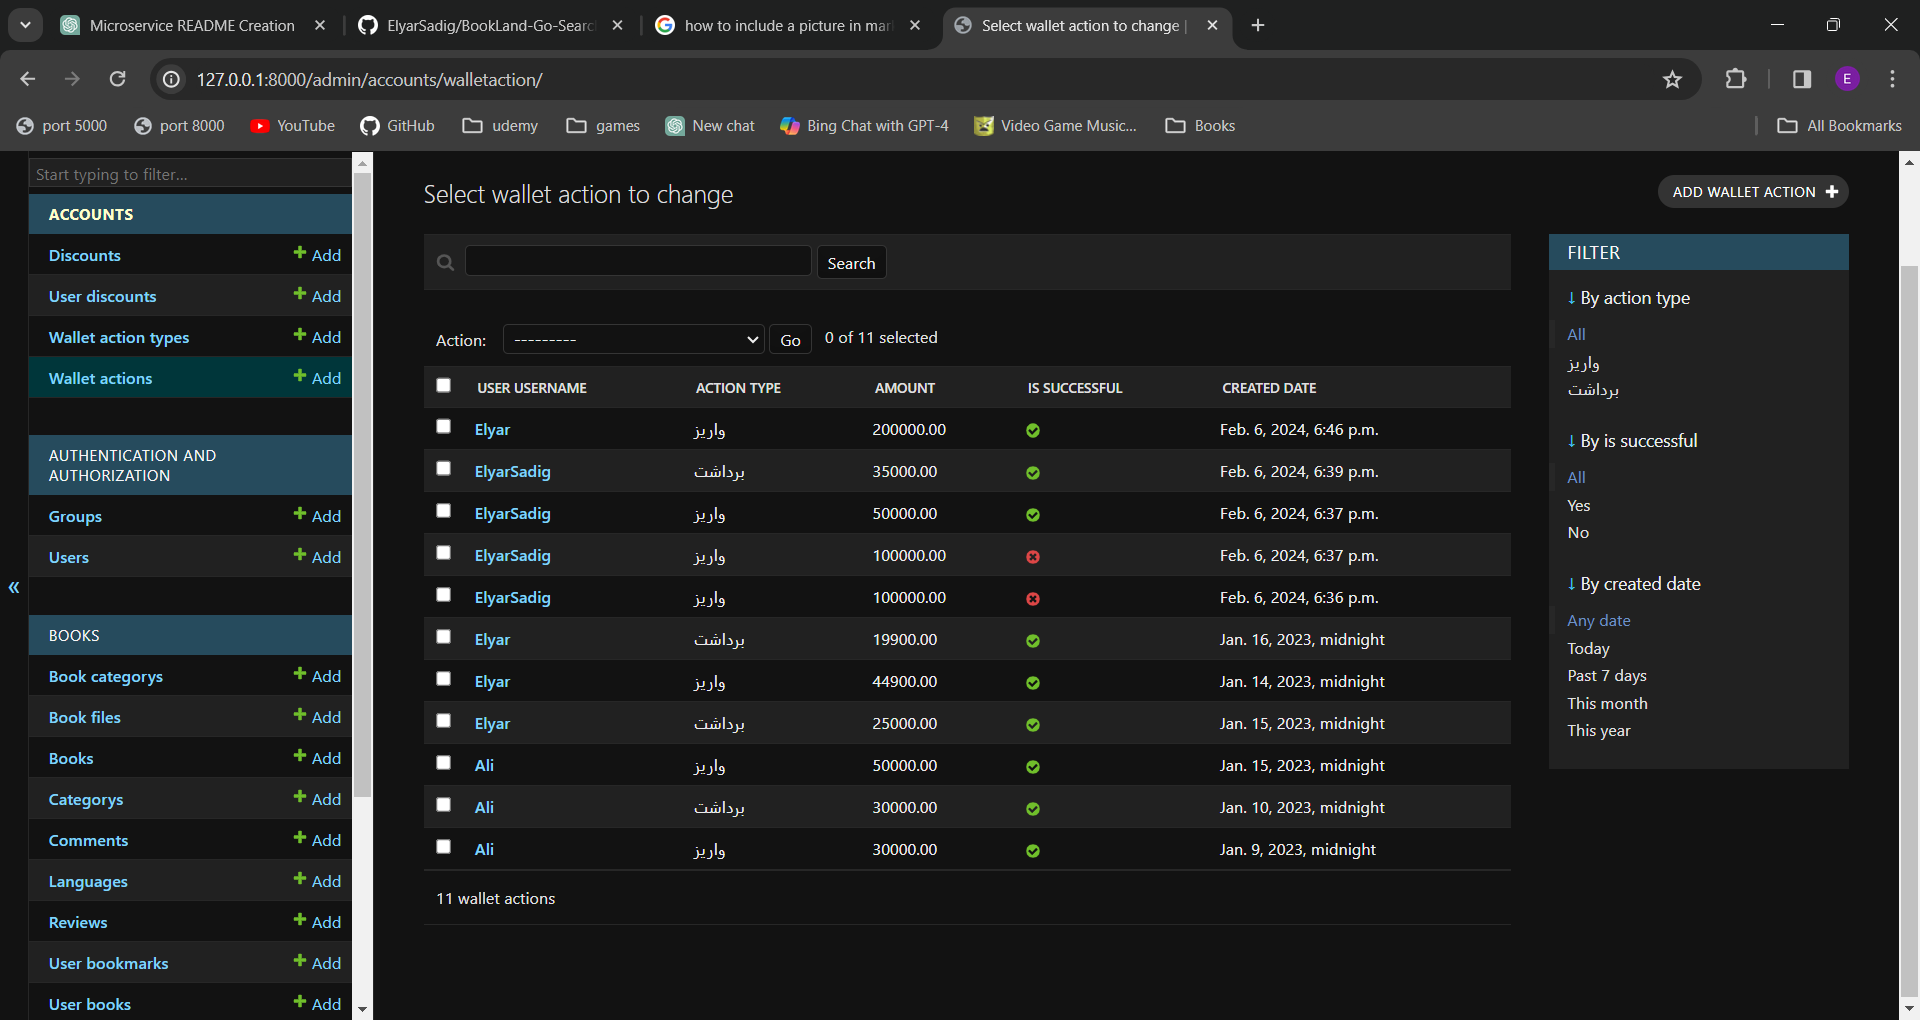 Microservice README Creation
ElyarSadig/BookLand-Go-Searc
how to include a picture in mar
Select wallet action to change |
127.0.0.1:8000/admin/accounts/walletaction/
E
port 5000
port 8000
YouTube
GitHub
udemy
games
New chat
Bing Chat with GPT-4
Video Game Music...
Books
All Bookmarks
Start typing to filter...
ACCOUNTS
Discounts Add
User discounts Add
Wallet action types Add
Wallet actions Add
AUTHENTICATION AND
AUTHORIZATION
Groups Add
Users Add
«
BOOKS
Book categorys Add
Book files Add
Books Add
Categorys Add
Comments Add
Languages Add
Reviews Add
User bookmarks Add
User books Add
Select wallet action to change
ADD WALLET ACTION +
Search
Action: --------- Go 0 of 11 selected
USER USERNAME ACTION TYPE AMOUNT IS SUCCESSFUL CREATED DATE
Elyar واریز 200000.00 Feb. 6, 2024, 6:46 p.m.
ElyarSadig برداشت 35000.00 Feb. 6, 2024, 6:39 p.m.
ElyarSadig واریز 50000.00 Feb. 6, 2024, 6:37 p.m.
ElyarSadig واریز 100000.00 Feb. 6, 2024, 6:37 p.m.
ElyarSadig واریز 100000.00 Feb. 6, 2024, 6:36 p.m.
Elyar برداشت 19900.00 Jan. 16, 2023, midnight
Elyar واریز 44900.00 Jan. 14, 2023, midnight
Elyar برداشت 25000.00 Jan. 15, 2023, midnight
Ali واریز 50000.00 Jan. 15, 2023, midnight
Ali برداشت 30000.00 Jan. 10, 2023, midnight
Ali واریز 30000.00 Jan. 9, 2023, midnight
11 wallet actions
FILTER
↓ By action type
All
واریز
برداشت
↓ By is successful
All
Yes
No
↓ By created date
Any date
Today
Past 7 days
This month
This year